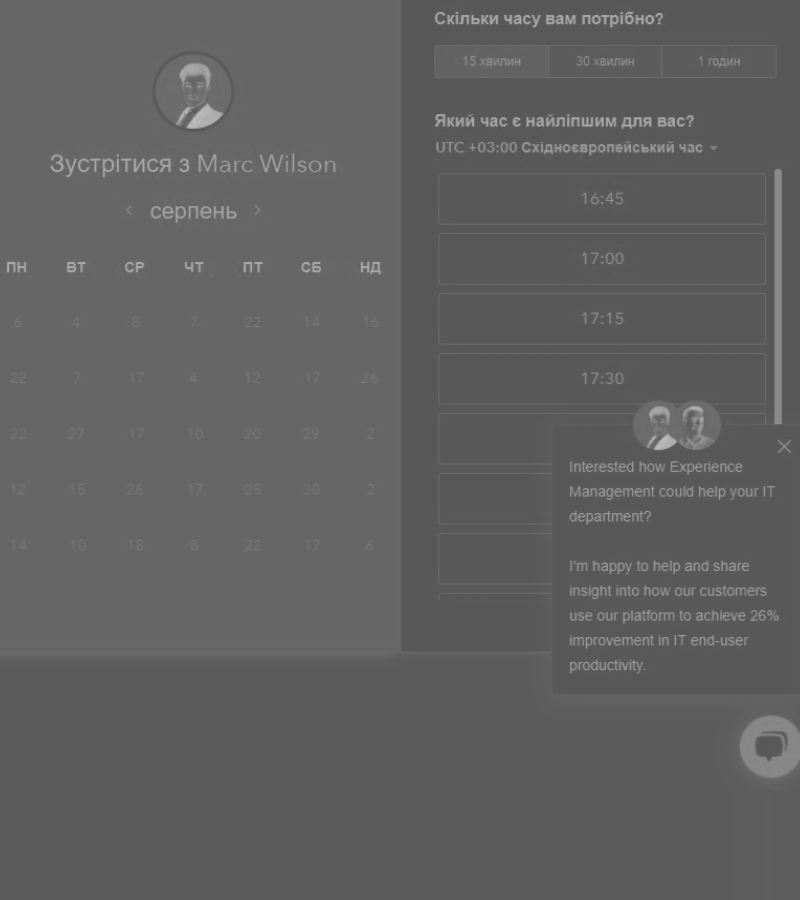 Зустрітися з Marc Wilson
серпень
ПН ВТ СР ЧТ ПТ СБ НД
6 4 8 7 22 14 16
22 7 17 4 12 17 26
22 27 17 10 20 29 2
12 15 26 17 25 30 2
14 10 18 8 22 17 6
Скільки часу вам потрібно?
15 хвилин 30 хвилин 1 годин
Який час є найліпшим для вас?
UTC +03:00 Східноєвропейський час
16:45
17:00
17:15
17:30
Interested how Experience
Management could help your IT
department?
I'm happy to help and share
insight into how our customers
use our platform to achieve 26%
improvement in IT end-user
productivity.